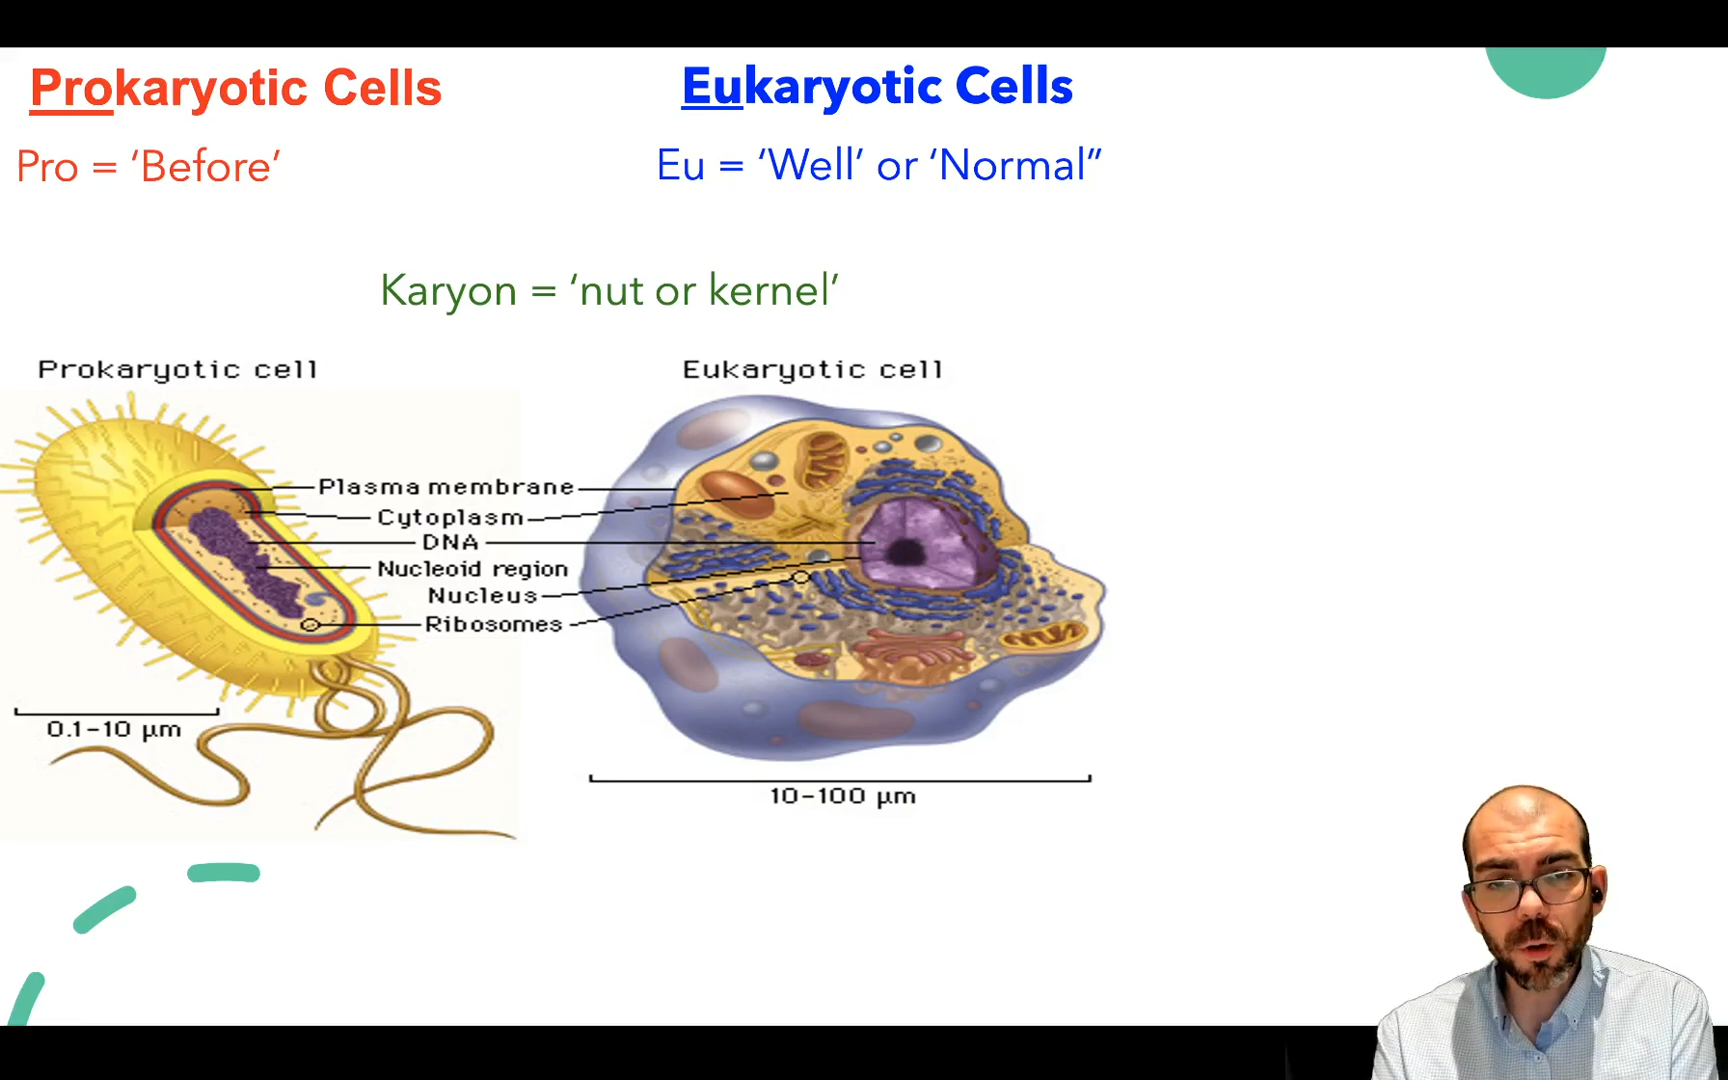 Prokaryotic Cells
Eukaryotic Cells
Pro = ‘Before’
Eu = ‘Well’ or ‘Normal”
Karyon = ‘nut or kernel’
Prokaryotic cell
Eukaryotic cell
Plasma membrane
Cytoplasm
DNA
Nucleoid region
Nucleus
Ribosomes
0.1–10 µm
10–100 µm